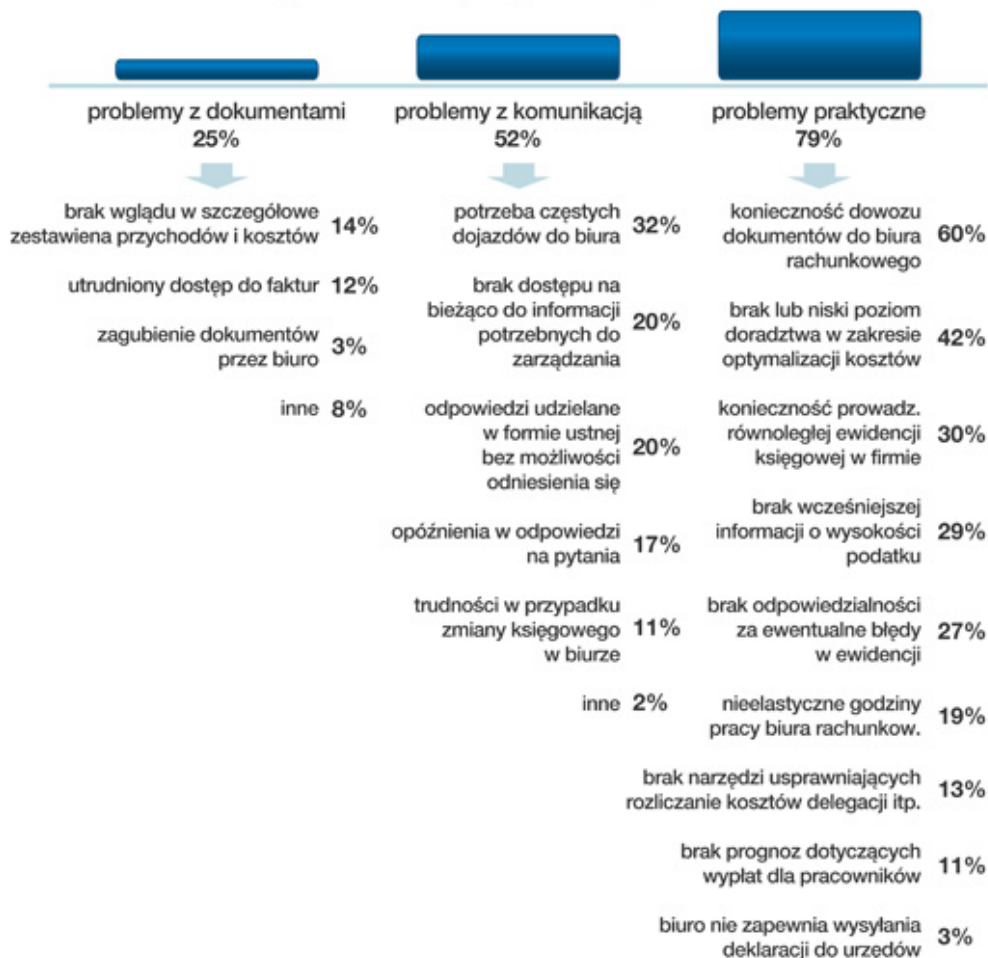 problemy z dokumentami
25%
brak wglądu w szczegółowe
zestawiena przychodów i kosztów 14%
utrudniony dostęp do faktur 12%
zagubienie dokumentów
przez biuro 3%
inne 8%
problemy z komunikacją
52%
potrzeba częstych
dojazdów do biura 32%
brak dostępu na
bieżąco do informacji
potrzebnych do
zarządzania 20%
odpowiedzi udzielane
w formie ustnej
bez możliwości
odniesienia się 20%
opóźnienia w odpowiedzi
na pytania 17%
trudności w przypadku
zmiany księgowego
w biurze 11%
inne 2%
problemy praktyczne
79%
konieczność dowozu
dokumentów do biura
rachunkowego 60%
brak lub niski poziom
doradztwa w zakresie
optymalizacji kosztów 42%
konieczność prowadz.
równoległej ewidencji
księgowej w firmie 30%
brak wcześniejszej
informacji o wysokości
podatku 29%
brak odpowiedzialności
za ewentualne błędy
w ewidencji 27%
nieelastyczne godziny
pracy biura rachunkow. 19%
brak narzędzi usprawniających
rozliczanie kosztów delegacji itp. 13%
brak prognoz dotyczących
wypłat dla pracowników 11%
biuro nie zapewnia wysyłania
deklaracji do urzędów 3%